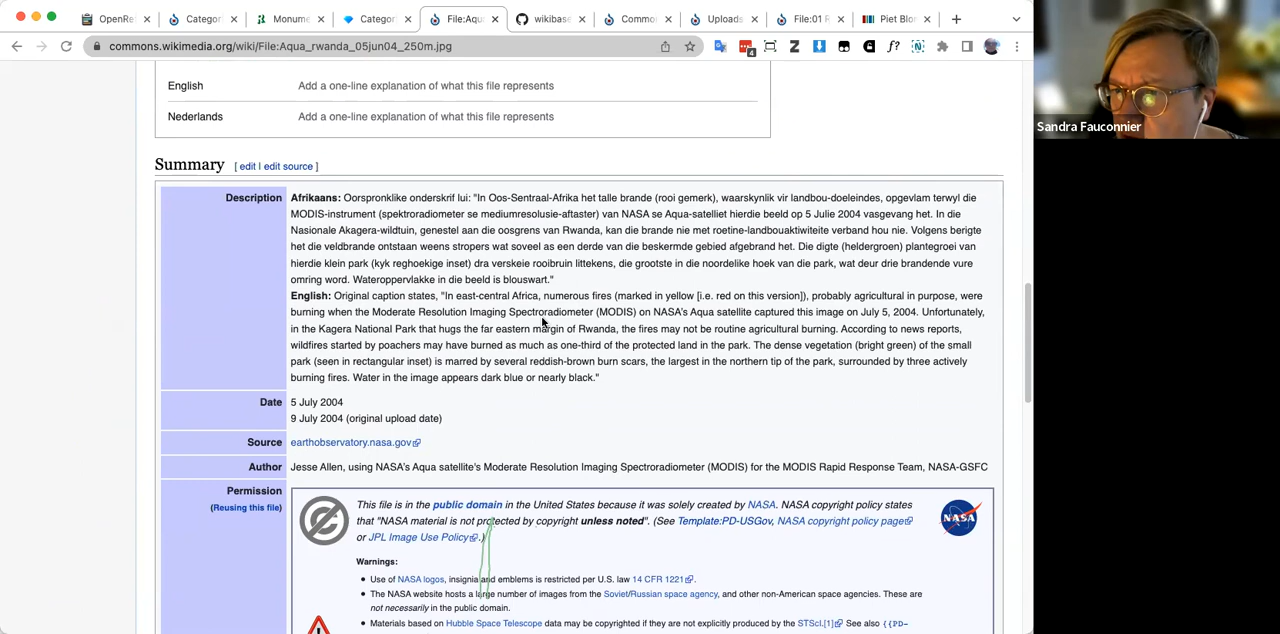 OpenRe
Categor
Monume
Categori
File:Aqu
wikibase
Commo
Uploads
File:01 R
Piet Blor
commons.wikimedia.org/wiki/File:Aqua_rwanda_05jun04_250m.jpg
4
Z
f?
N
English Add a one-line explanation of what this file represents
Nederlands Add a one-line explanation of what this file represents
Sandra Fauconnier
Summary [ edit | edit source ]
Description Afrikaans: Oorspronklike onderskrif lui: "In Oos-Sentraal-Afrika het talle brande (rooi gemerk), waarskynlik vir landbou-doeleindes, opgevlam terwyl die
MODIS-instrument (spektroradiometer se mediumresolusie-aftaster) van NASA se Aqua-satelliet hierdie beeld op 5 Julie 2004 vasgevang het. In die
Nasionale Akagera-wildtuin, genestel aan die oosgrens van Rwanda, kan die brande nie met roetine-landbouaktiwiteite verband hou nie. Volgens berigte
het die veldbrande ontstaan weens stropers wat soveel as een derde van die beskermde gebied afgebrand het. Die digte (heldergroen) plantegroei van
hierdie klein park (kyk reghoekige inset) dra verskeie rooibruin littekens, die grootste in die noordelike hoek van die park, wat deur drie brandende vure
omring word. Wateroppervlakke in die beeld is blouswart."
English: Original caption states, "In east-central Africa, numerous fires (marked in yellow [i.e. red on this version]), probably agricultural in purpose, were
burning when the Moderate Resolution Imaging Spectroradiometer (MODIS) on NASA's Aqua satellite captured this image on July 5, 2004. Unfortunately,
in the Kagera National Park that hugs the far eastern margin of Rwanda, the fires may not be routine agricultural burning. According to news reports,
wildfires started by poachers may have burned as much as one-third of the protected land in the park. The dense vegetation (bright green) of the small
park (seen in rectangular inset) is marred by several reddish-brown burn scars, the largest in the northern tip of the park, surrounded by three actively
burning fires. Water in the image appears dark blue or nearly black."
Date 5 July 2004
9 July 2004 (original upload date)
Source earthobservatory.nasa.gov
Author Jesse Allen, using NASA's Aqua satellite's Moderate Resolution Imaging Spectroradiometer (MODIS) for the MODIS Rapid Response Team, NASA-GSFC
Permission
(Reusing this file)
This file is in the public domain in the United States because it was solely created by NASA. NASA copyright policy states
that "NASA material is not protected by copyright unless noted". (See Template:PD-USGov, NASA copyright policy page
or JPL Image Use Policy.)
NASA
Warnings:
• Use of NASA logos, insignia and emblems is restricted per U.S. law 14 CFR 1221.
• The NASA website hosts a large number of images from the Soviet/Russian space agency, and other non-American space agencies. These are
not necessarily in the public domain.
• Materials based on Hubble Space Telescope data may be copyrighted if they are not explicitly produced by the STScI.[1] See also {{PD-